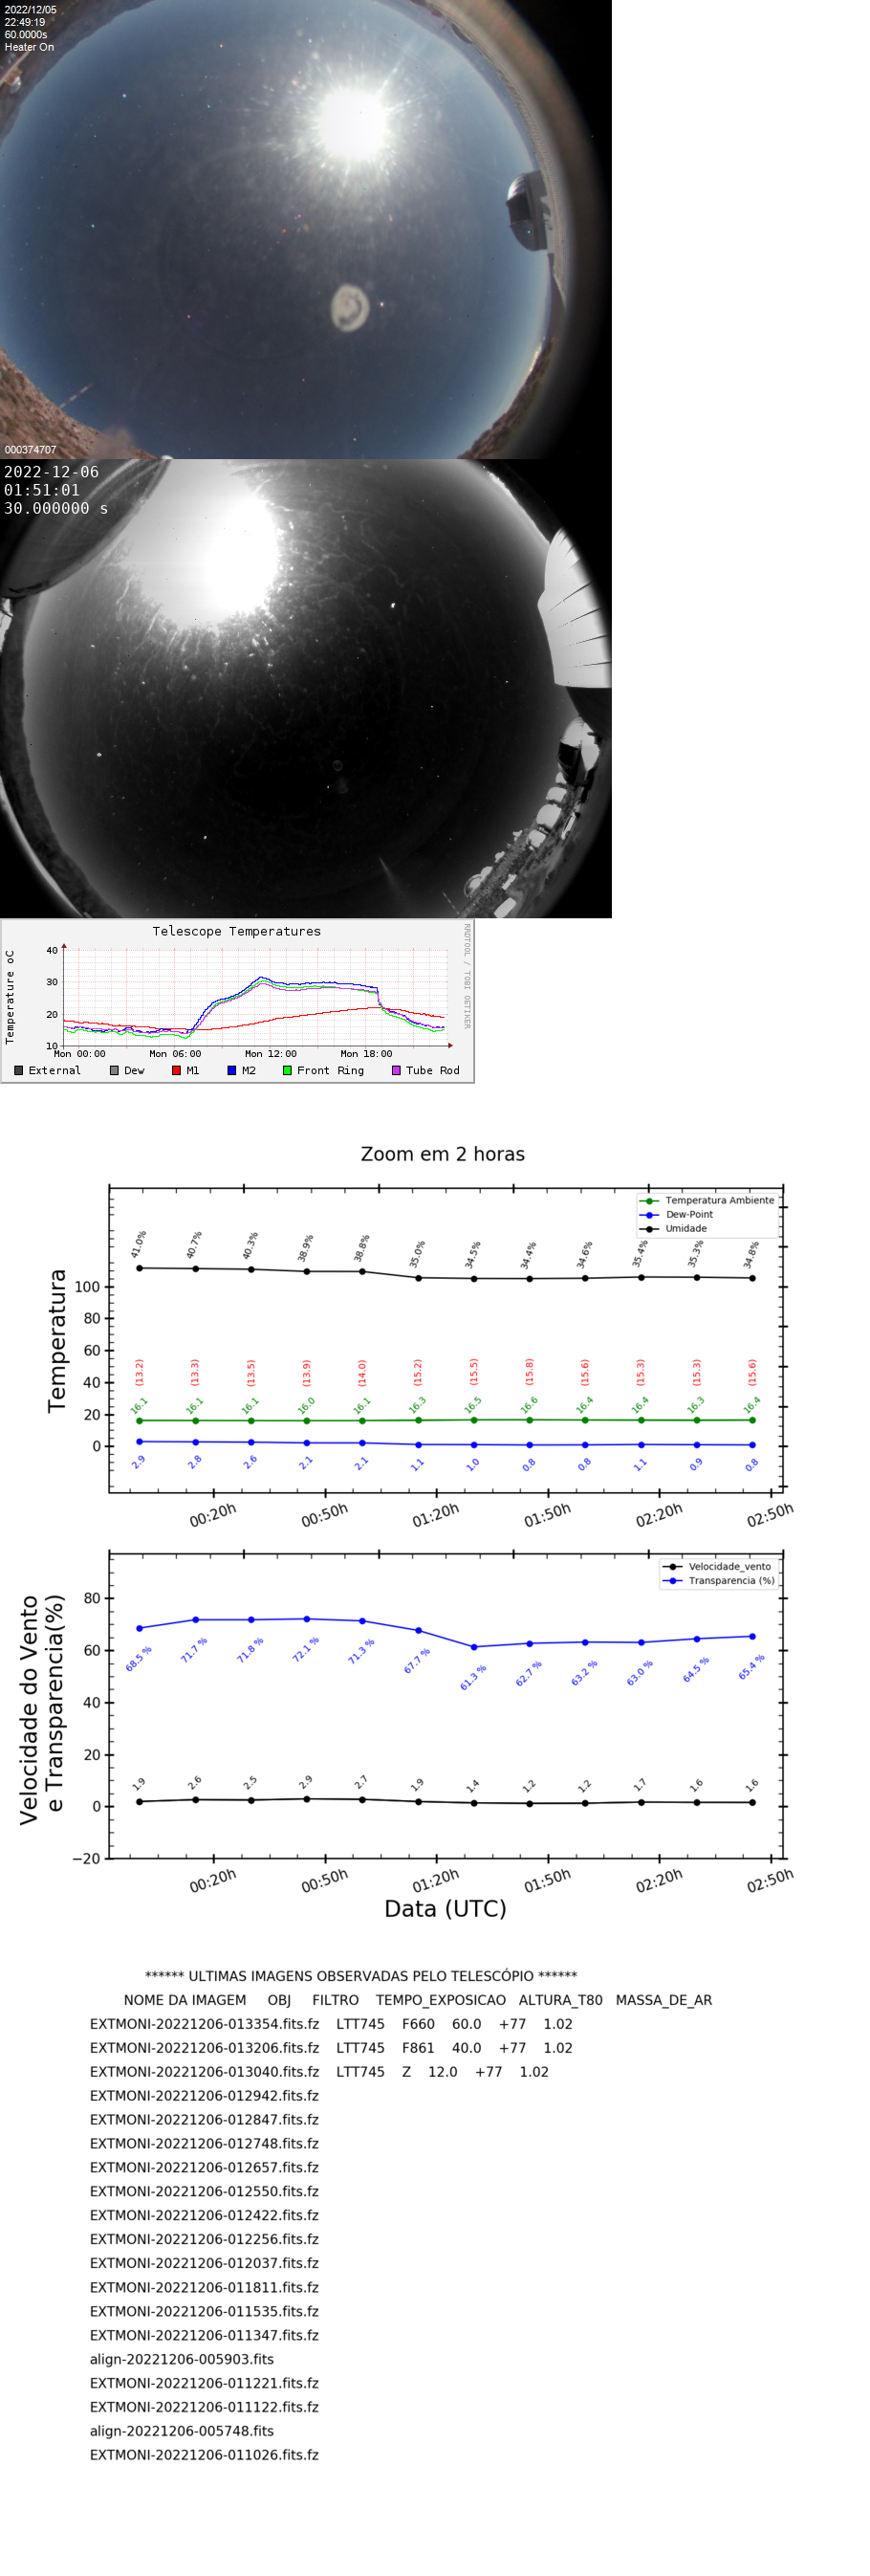 2022/12/05
22:49:19
60.0000s
Heater On
000374707
2022-12-06
01:51:01
30.000000 s
Telescope Temperatures
RRDTOOL / TOBI OETIKER
Temperature oC
40
30
20
10
Mon 00:00 Mon 06:00 Mon 12:00 Mon 18:00
External Dew M1 M2 Front Ring Tube Rod
Zoom em 2 horas
Temperatura Ambiente
Dew-Point
Umidade
41.0% 40.7% 40.3% 38.9% 38.8% 35.0% 34.5% 34.4% 34.6% 35.4% 35.3% 34.8%
Temperatura
100
80
60
40
20
0
(13.2) (13.3) (13.5) (13.9) (14.0) (15.2) (15.5) (15.8) (15.6) (15.3) (15.3) (15.6)
16.1 16.1 16.1 16.0 16.1 16.3 16.5 16.6 16.4 16.4 16.3 16.4
2.9 2.8 2.6 2.1 2.1 1.1 1.0 0.8 0.8 1.1 0.9 0.8
00:20h 00:50h 01:20h 01:50h 02:20h 02:50h
Velocidade_vento
Transparencia (%)
Velocidade do Vento
e Transparencia(%)
80
60
40
20
0
−20
68.5 % 71.7 % 71.8 % 72.1 % 71.3 % 67.7 % 61.3 % 62.7 % 63.2 % 63.0 % 64.5 % 65.4 %
1.9 2.6 2.5 2.9 2.7 1.9 1.4 1.2 1.2 1.7 1.6 1.6
00:20h 00:50h 01:20h 01:50h 02:20h 02:50h
Data (UTC)
****** ULTIMAS IMAGENS OBSERVADAS PELO TELESCÓPIO ******
NOME DA IMAGEM OBJ FILTRO TEMPO_EXPOSICAO ALTURA_T80 MASSA_DE_AR
EXTMONI-20221206-013354.fits.fz LTT745 F660 60.0 +77 1.02
EXTMONI-20221206-013206.fits.fz LTT745 F861 40.0 +77 1.02
EXTMONI-20221206-013040.fits.fz LTT745 Z 12.0 +77 1.02
EXTMONI-20221206-012942.fits.fz
EXTMONI-20221206-012847.fits.fz
EXTMONI-20221206-012748.fits.fz
EXTMONI-20221206-012657.fits.fz
EXTMONI-20221206-012550.fits.fz
EXTMONI-20221206-012422.fits.fz
EXTMONI-20221206-012256.fits.fz
EXTMONI-20221206-012037.fits.fz
EXTMONI-20221206-011811.fits.fz
EXTMONI-20221206-011535.fits.fz
EXTMONI-20221206-011347.fits.fz
align-20221206-005903.fits
EXTMONI-20221206-011221.fits.fz
EXTMONI-20221206-011122.fits.fz
align-20221206-005748.fits
EXTMONI-20221206-011026.fits.fz